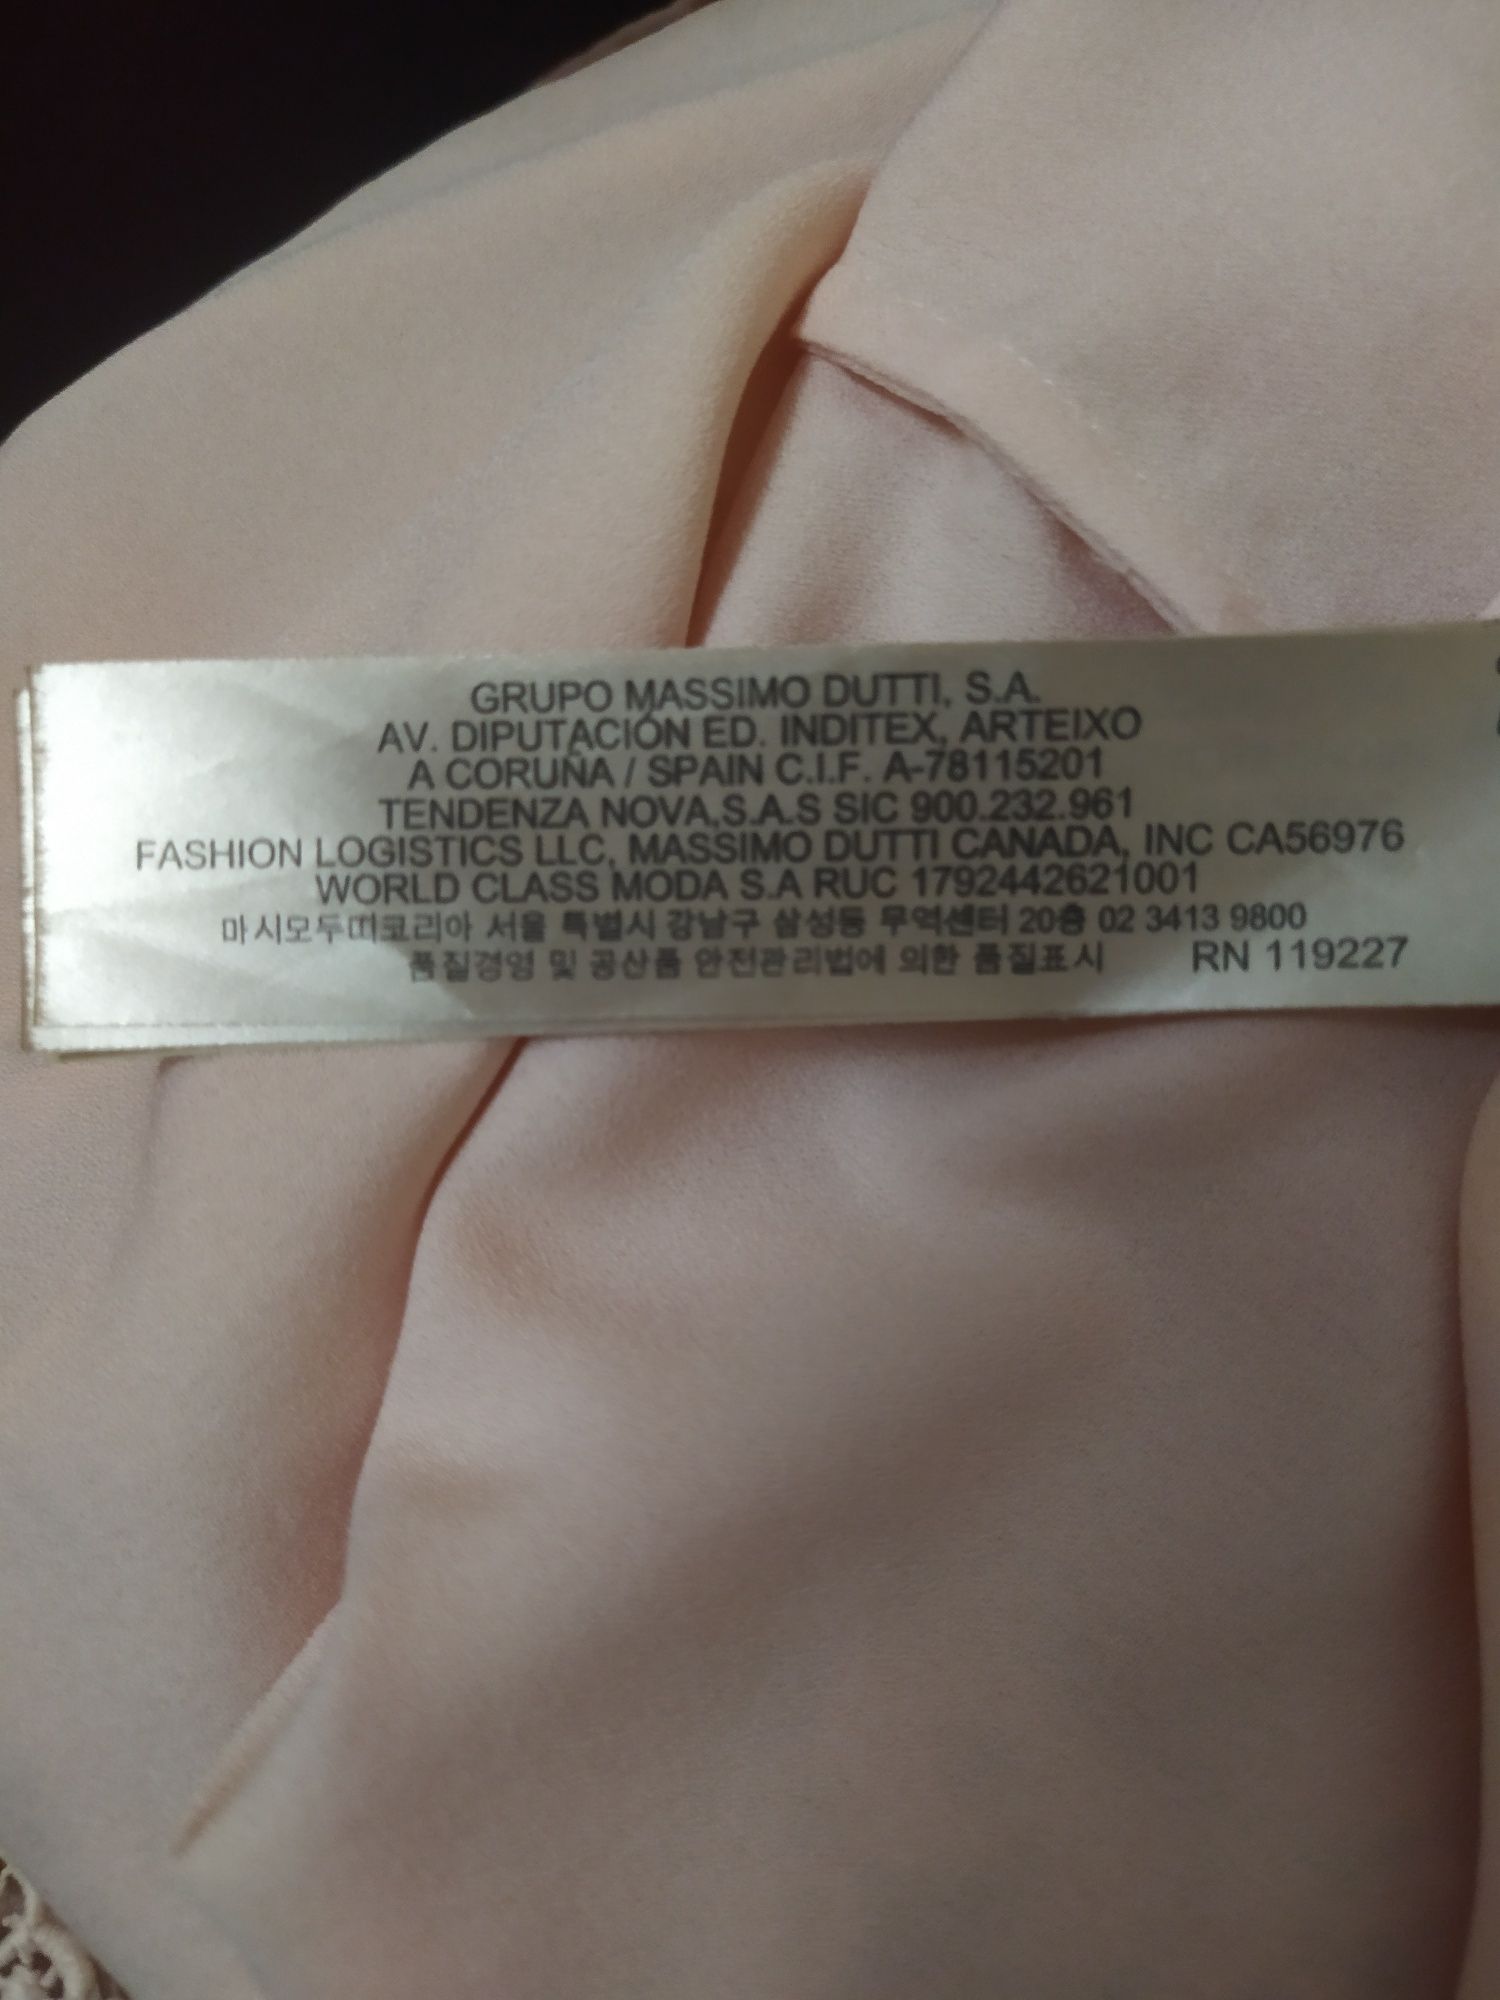 GRUPO MASSIMO DUTTI, S.A.
AV. DIPUTACIÓN ED. INDITEX, ARTEIXO
A CORUÑA / SPAIN C.I.F. A-78115201
TENDENZA NOVA,S.A.S SIC 900.232.961
FASHION LOGISTICS LLC, MASSIMO DUTTI CANADA, INC CA56976
WORLD CLASS MODA S.A RUC 1792442621001
마시모두띠코리아 서울 특별시 강남구 삼성동 무역센터 20층 02 3413 9800
품질경영 및 공산품 안전관리법에 의한 품질표시 RN 119227